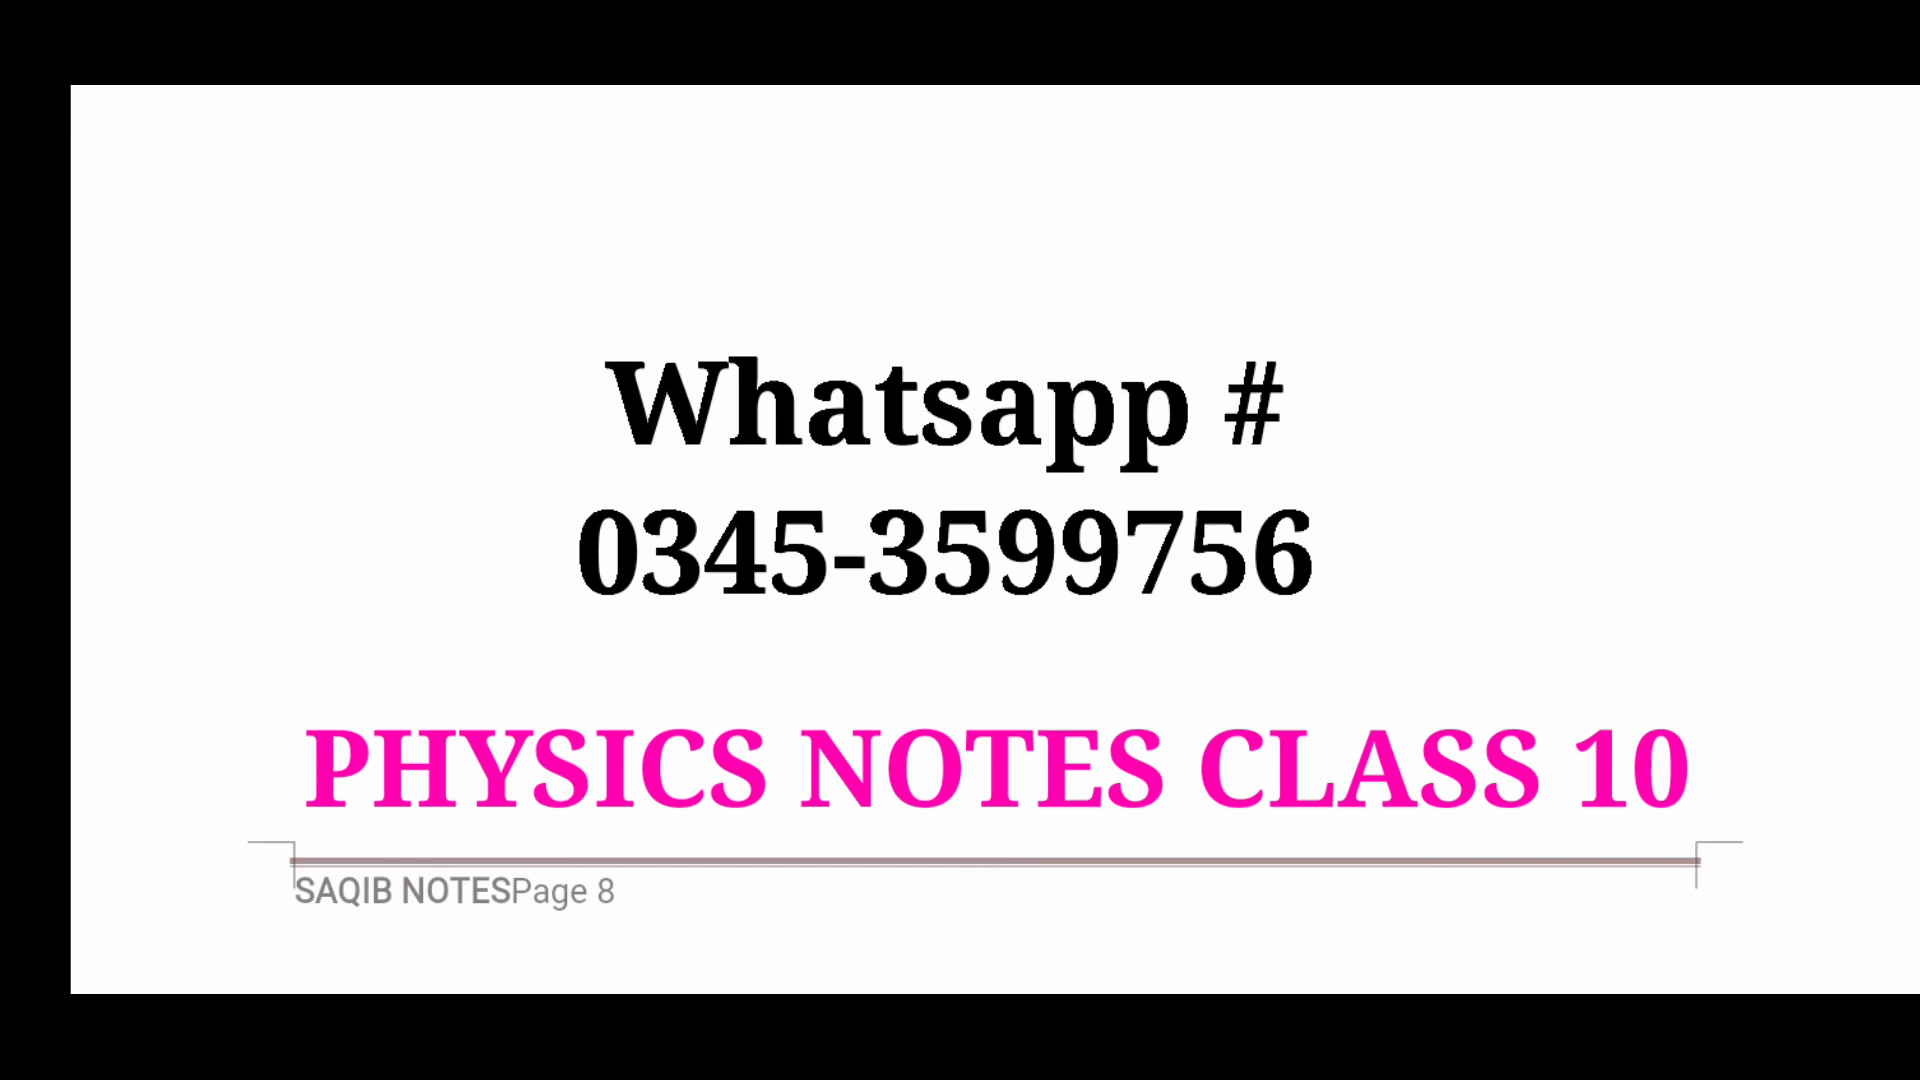 Whatsapp #
0345-3599756
PHYSICS NOTES CLASS 10
SAQIB NOTESPage 8